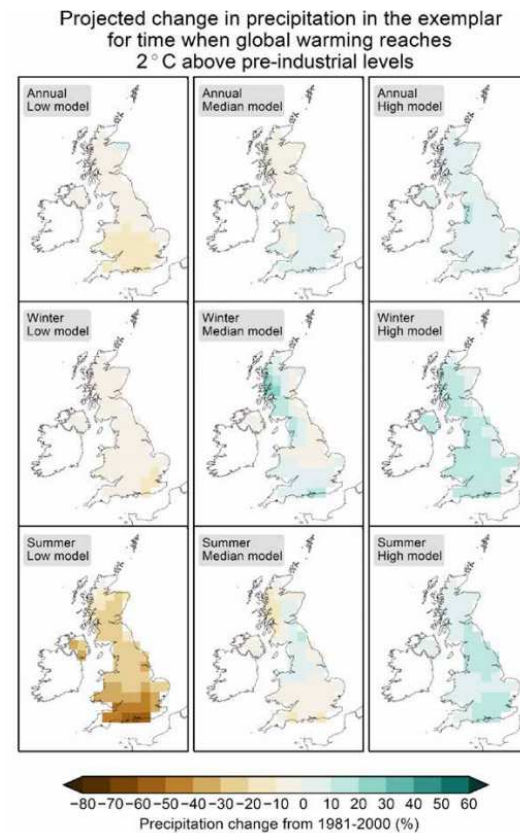 Projected change in precipitation in the exemplar
for time when global warming reaches
2°C above pre-industrial levels
Annual
Low model
Annual
Median model
Annual
High model
Winter
Low model
Winter
Median model
Winter
High model
Summer
Low model
Summer
Median model
Summer
High model
−80 −70 −60 −50 −40 −30 −20 −10 0 10 20 30 40 50 60
Precipitation change from 1981-2000 (%)